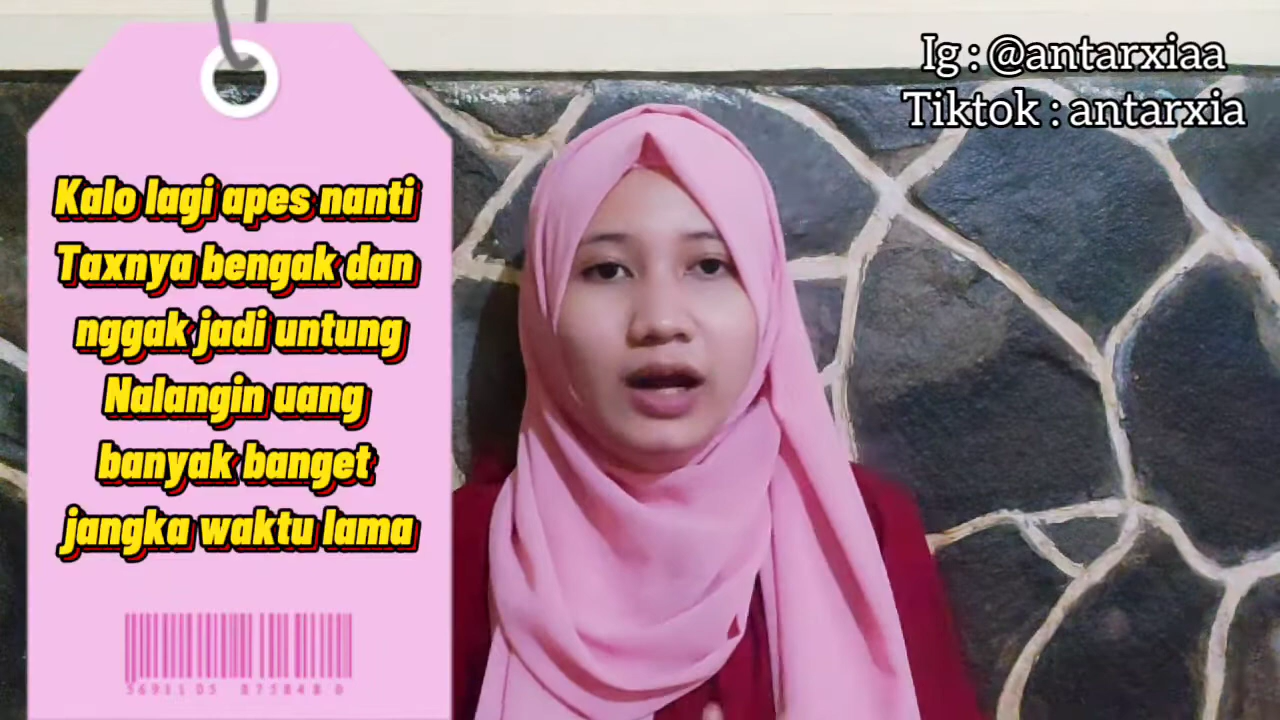 Ig : @antarxiaa
Tiktok : antarxia
Kalo lagi apes nanti
Taxnya bengak dan
nggak jadi untung
Nalangin uang
banyak banget
jangka waktu lama